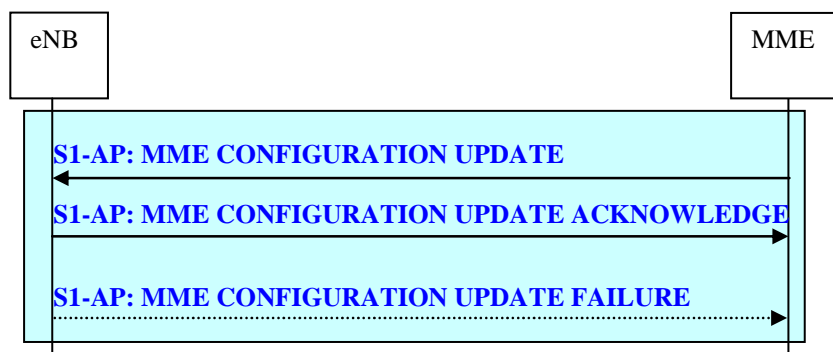 eNB
MME
S1-AP: MME CONFIGURATION UPDATE
S1-AP: MME CONFIGURATION UPDATE ACKNOWLEDGE
S1-AP: MME CONFIGURATION UPDATE FAILURE